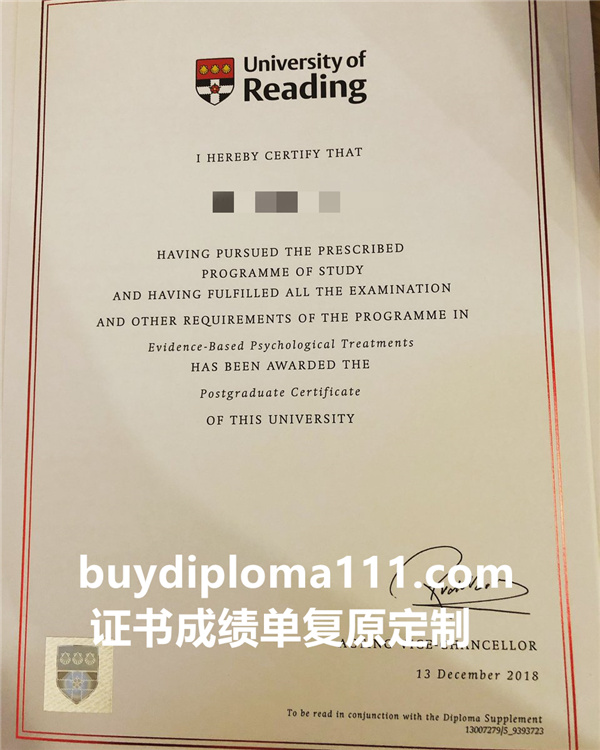 University of
Reading
I HEREBY CERTIFY THAT
HAVING PURSUED THE PRESCRIBED
PROGRAMME OF STUDY
AND HAVING FULFILLED ALL THE EXAMINATION
AND OTHER REQUIREMENTS OF THE PROGRAMME IN
Evidence-Based Psychological Treatments
HAS BEEN AWARDED THE
Postgraduate Certificate
OF THIS UNIVERSITY
buydiploma111.com
证书成绩单复原定制
ACTING VICE-CHANCELLOR
13 December 2018
To be read in conjunction with the Diploma Supplement
13007279/5_9393723